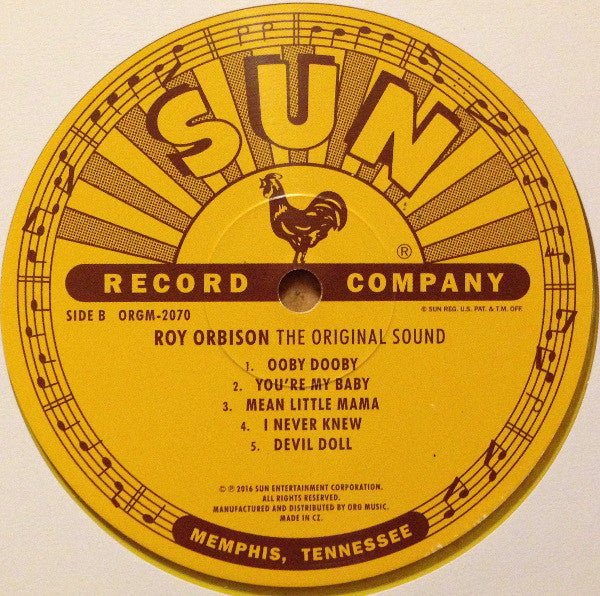 SUN
®
RECORD COMPANY
SIDE B ORGM-2070
® SUN REG. U.S. PAT. & T.M. OFF.
ROY ORBISON THE ORIGINAL SOUND
1. OOBY DOOBY
2. YOU'RE MY BABY
3. MEAN LITTLE MAMA
4. I NEVER KNEW
5. DEVIL DOLL
© ℗ 2016 SUN ENTERTAINMENT CORPORATION.
ALL RIGHTS RESERVED.
MANUFACTURED AND DISTRIBUTED BY ORG MUSIC.
MADE IN CZ.
MEMPHIS, TENNESSEE